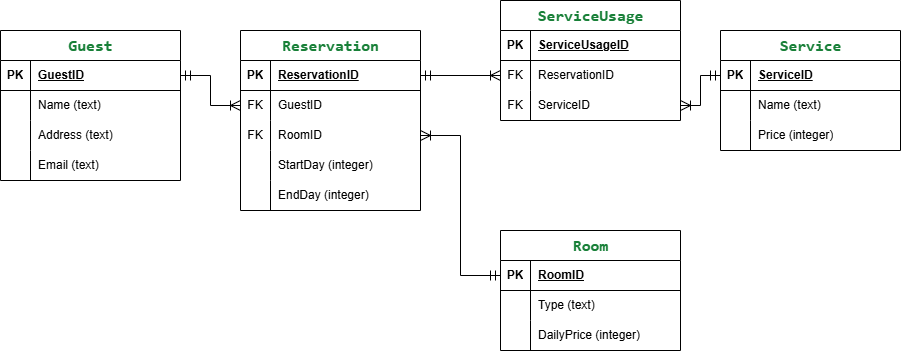 Guest
PK GuestID
Name (text)
Address (text)
Email (text)
Reservation
PK ReservationID
FK GuestID
FK RoomID
StartDay (integer)
EndDay (integer)
ServiceUsage
PK ServiceUsageID
FK ReservationID
FK ServiceID
Service
PK ServiceID
Name (text)
Price (integer)
Room
PK RoomID
Type (text)
DailyPrice (integer)